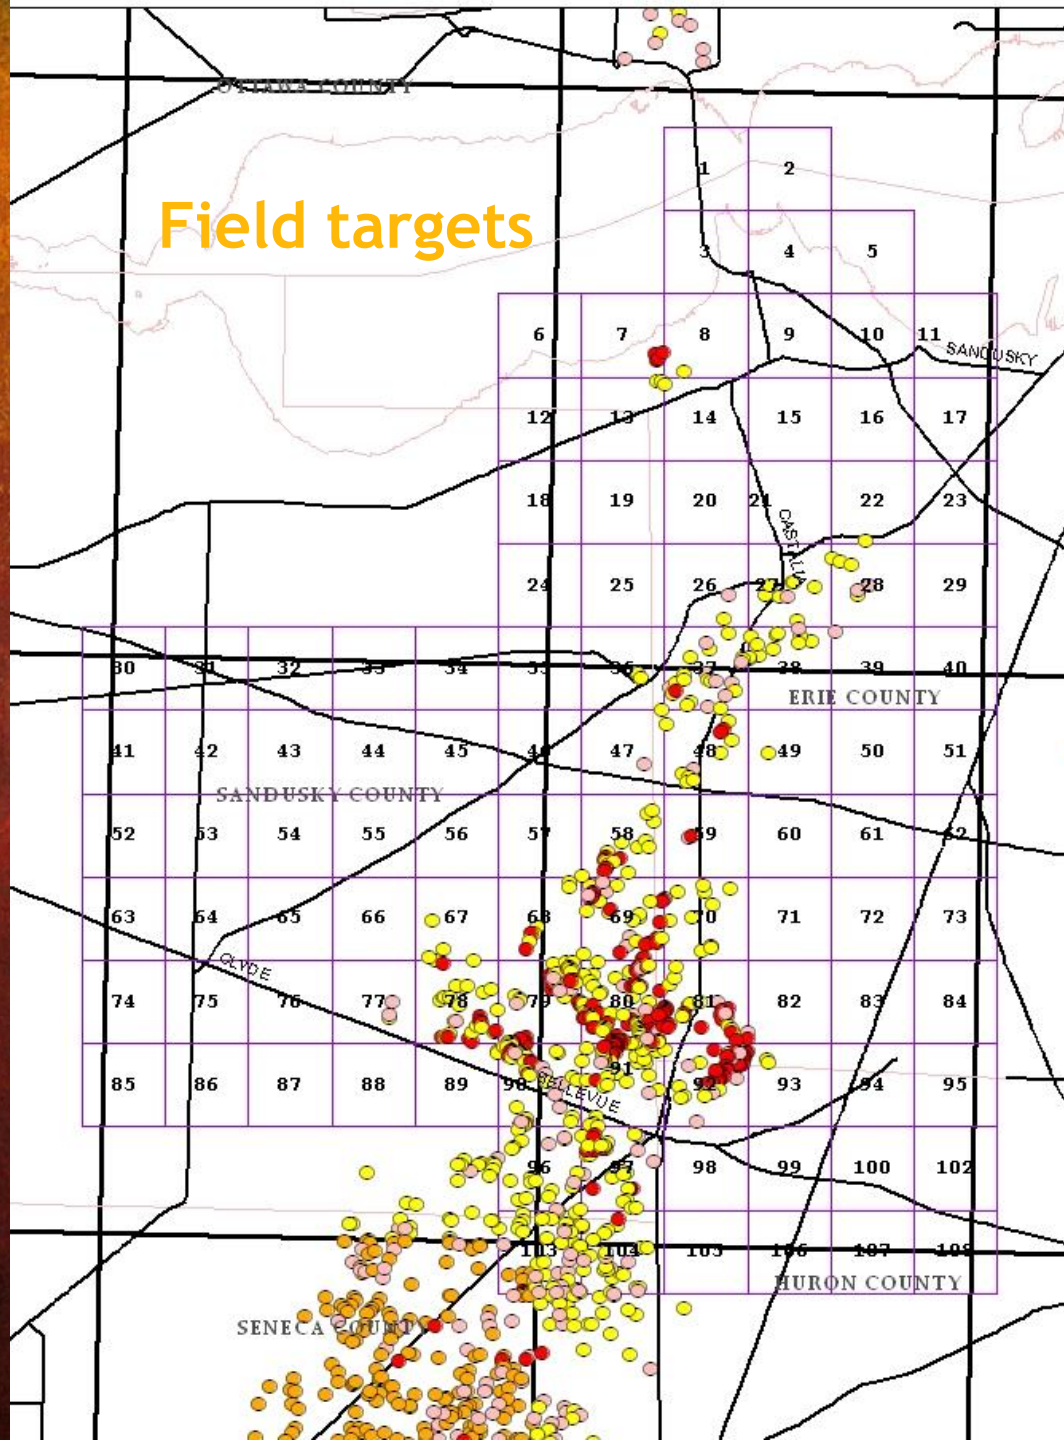 OTTAWA COUNTY
1 2
Field targets
3 4 5
6 7 8 9 10 11
SANDUSKY
12 13 14 15 16 17
18 19 20 21 22 23
CASTALIA
24 25 26 27 28 29
30 31 32 33 34 35 36 37 38 39 40
ERIE COUNTY
41 42 43 44 45 46 47 48 49 50 51
SANDUSKY COUNTY
52 53 54 55 56 57 58 59 60 61 62
63 64 65 66 67 68 69 70 71 72 73
CLYDE
74 75 76 77 78 79 80 81 82 83 84
85 86 87 88 89 90 91 92 93 94 95
BELLEVUE
96 97 98 99 100 102
103 104 105 106 107 108
HURON COUNTY
SENECA COUNTY